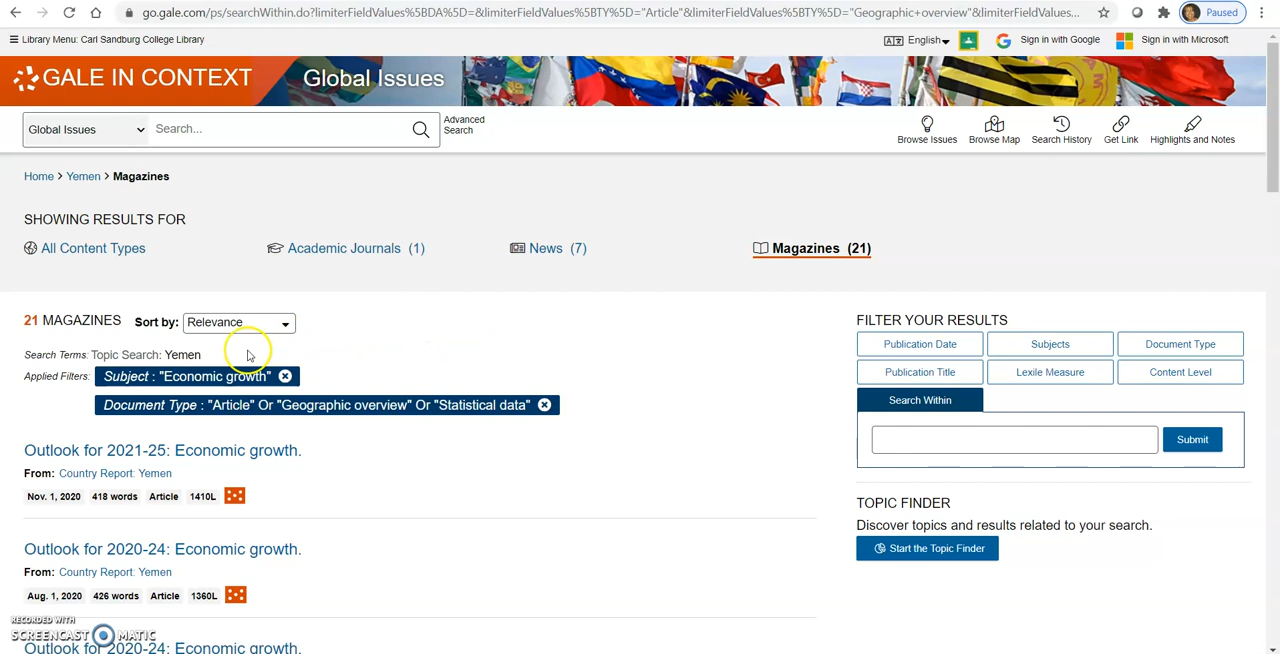 go.gale.com/ps/searchWithin.do?limiterFieldValues%5BDA%5D=&limiterFieldValues%5BTY%5D="Article"&limiterFieldValues%5BTY%5D="Geographic+overview"&limiterFieldValues... Paused
Library Menu: Carl Sandburg College Library English Sign in with Google Sign in with Microsoft
GALE IN CONTEXT Global Issues
Global Issues Search... Advanced Search
Browse Issues Browse Map Search History Get Link Highlights and Notes
Home > Yemen > Magazines
SHOWING RESULTS FOR
All Content Types Academic Journals (1) News (7) Magazines (21)
21 MAGAZINES Sort by: Relevance
Search Terms: Topic Search: Yemen
Applied Filters: Subject : "Economic growth"
Document Type : "Article" Or "Geographic overview" Or "Statistical data"
Outlook for 2021-25: Economic growth.
From: Country Report: Yemen
Nov. 1, 2020 418 words Article 1410L
Outlook for 2020-24: Economic growth.
From: Country Report: Yemen
Aug. 1, 2020 426 words Article 1360L
Outlook for 2020-24: Economic growth.
FILTER YOUR RESULTS
Publication Date Subjects Document Type
Publication Title Lexile Measure Content Level
Search Within
Submit
TOPIC FINDER
Discover topics and results related to your search.
Start the Topic Finder
RECORDED WITH
SCREENCAST MATIC